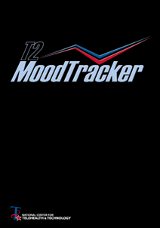 T2
MoodTracker
NATIONAL CENTER FOR
TELEHEALTH & TECHNOLOGY